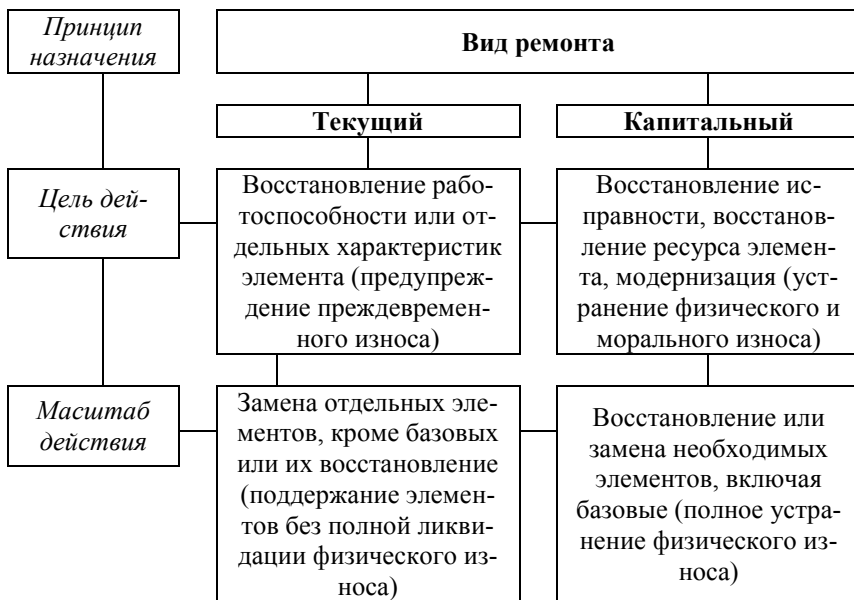 Принцип
назначения
Вид ремонта
Текущий
Капитальный
Цель дей-
ствия
Восстановление рабо-
тоспособности или от-
дельных характеристик
элемента (предупреж-
дение преждевремен-
ного износа)
Восстановление ис-
правности, восстанов-
ление ресурса элемен-
та, модернизация (уст-
ранение физического и
морального износа)
Масштаб
действия
Замена отдельных эле-
ментов, кроме базовых
или их восстановление
(поддержание элемен-
тов без полной ликви-
дации физического из-
носа)
Восстановление или
замена необходимых
элементов, включая
базовые (полное устра-
нение физического из-
носа)